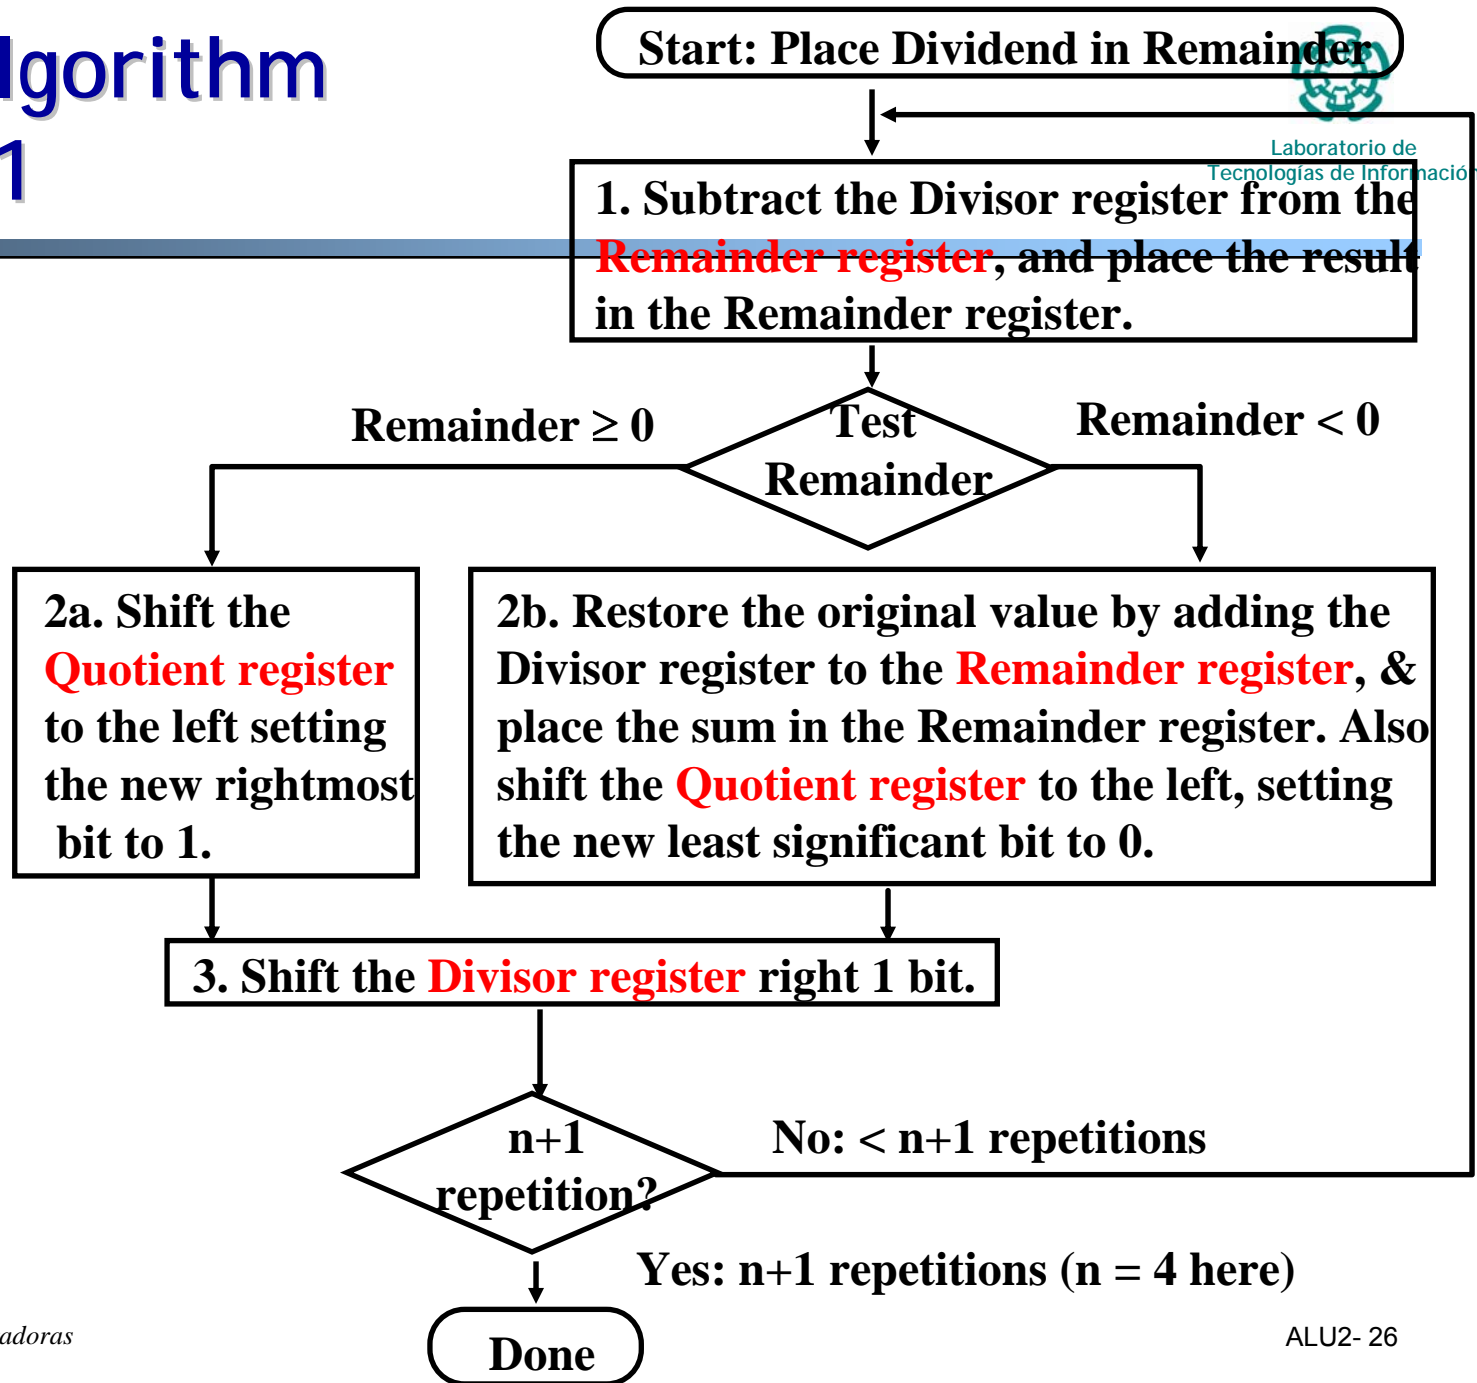 lgorithm
1
Start: Place Dividend in Remainder
Laboratorio de
Tecnologías de Información
1. Subtract the Divisor register from the
Remainder register, and place the result
in the Remainder register.
Remainder ≥ 0
Test
Remainder
Remainder < 0
2a. Shift the
Quotient register
to the left setting
the new rightmost
bit to 1.
2b. Restore the original value by adding the
Divisor register to the Remainder register, &
place the sum in the Remainder register. Also
shift the Quotient register to the left, setting
the new least significant bit to 0.
3. Shift the Divisor register right 1 bit.
n+1
repetition?
No: < n+1 repetitions
Yes: n+1 repetitions (n = 4 here)
Done
adoras
ALU2- 26